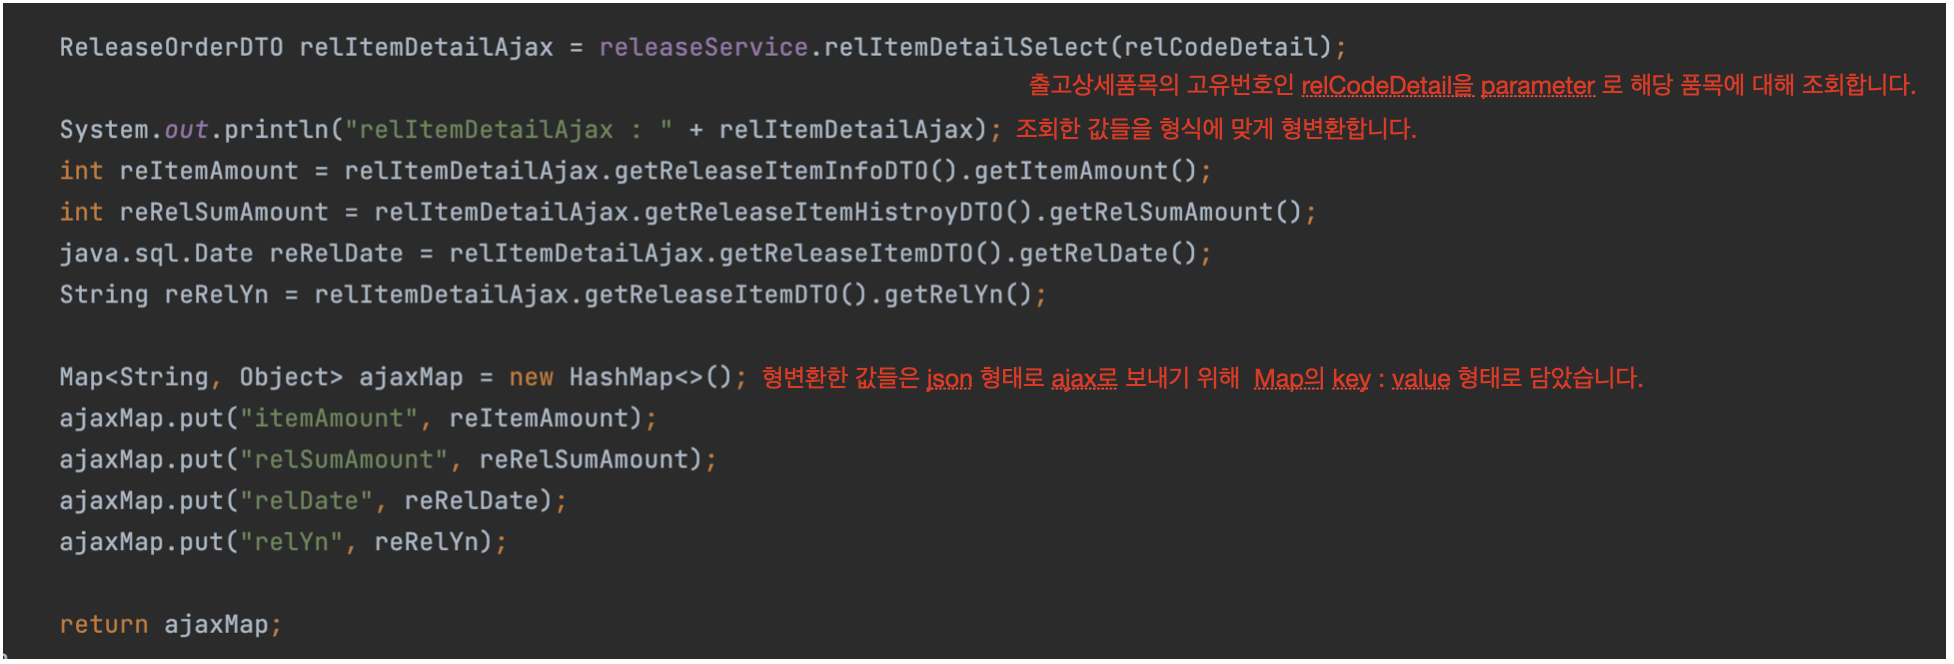 ReleaseOrderDTO relItemDetailAjax = releaseService.relItemDetailSelect(relCodeDetail);
출고상세품목의 고유번호인 relCodeDetail을 parameter 로 해당 품목에 대해 조회합니다.
System.out.println("relItemDetailAjax : " + relItemDetailAjax); 조회한 값들을 형식에 맞게 형변환합니다.
int reItemAmount = relItemDetailAjax.getReleaseItemInfoDTO().getItemAmount();
int reRelSumAmount = relItemDetailAjax.getReleaseItemHistroyDTO().getRelSumAmount();
java.sql.Date reRelDate = relItemDetailAjax.getReleaseItemDTO().getRelDate();
String reRelYn = relItemDetailAjax.getReleaseItemDTO().getRelYn();
Map<String, Object> ajaxMap = new HashMap<>(); 형변환한 값들은 json 형태로 ajax로 보내기 위해 Map의 key : value 형태로 담았습니다.
ajaxMap.put("itemAmount", reItemAmount);
ajaxMap.put("relSumAmount", reRelSumAmount);
ajaxMap.put("relDate", reRelDate);
ajaxMap.put("relYn", reRelYn);
return ajaxMap;